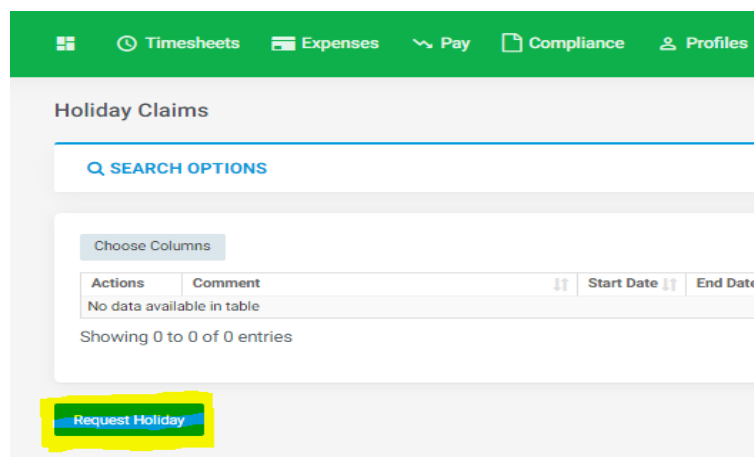 Timesheets Expenses Pay Compliance Profiles
Holiday Claims
SEARCH OPTIONS
Choose Columns
Actions Comment Start Date End Date
No data available in table
Showing 0 to 0 of 0 entries
Request Holiday